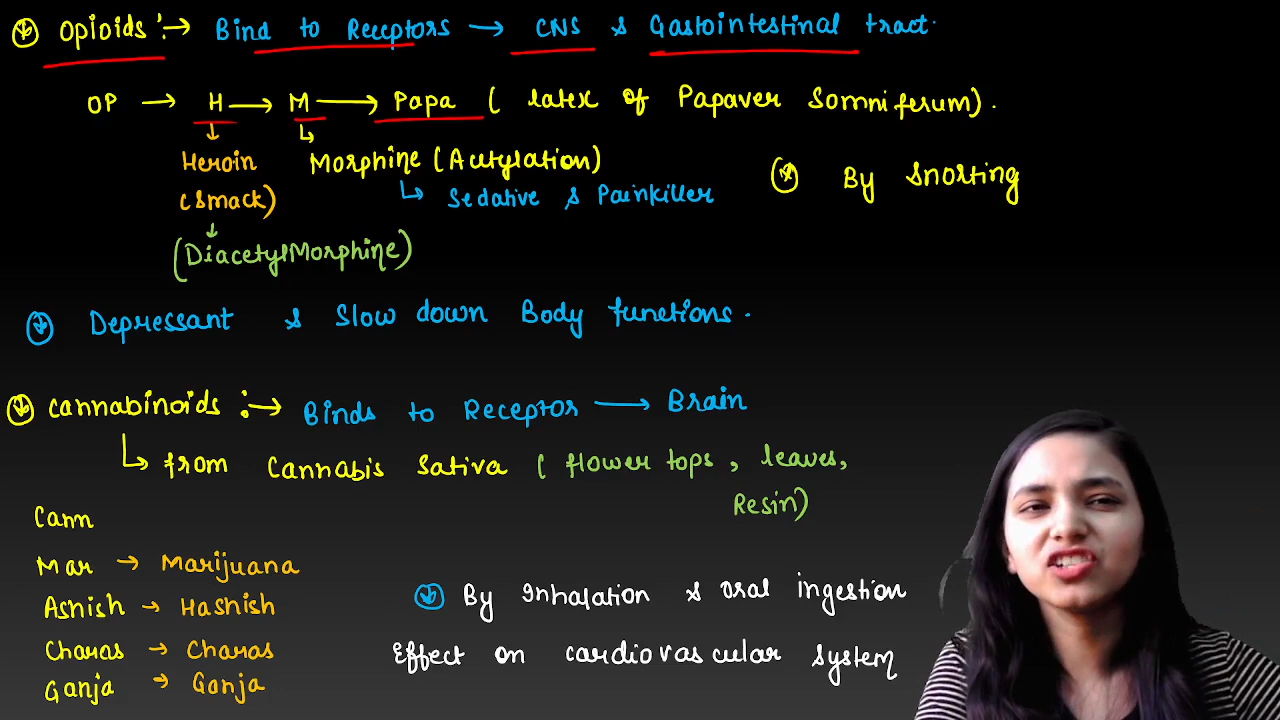 Opioids :→ Bind to Receptors → CNS & Gastointestinal tract.
OP → H → M → Papa ( latex of Papaver Somniferum).
Heroin
(Smack)
(DiacetylMorphine)
Morphine (Acetylation)
Sedative & Painkiller
By Snorting
Depressant & Slow down Body functions.
Cannabinoids :→ Binds to Receptor → Brain
from Cannabis Sativa ( flower tops, leaves,
Resin)
Cann
Mar → Marijuana
Ashish → Hashish
Charas → Charas
Ganja → Ganja
By Inhalation & oral ingestion
Effect on cardiovascular system